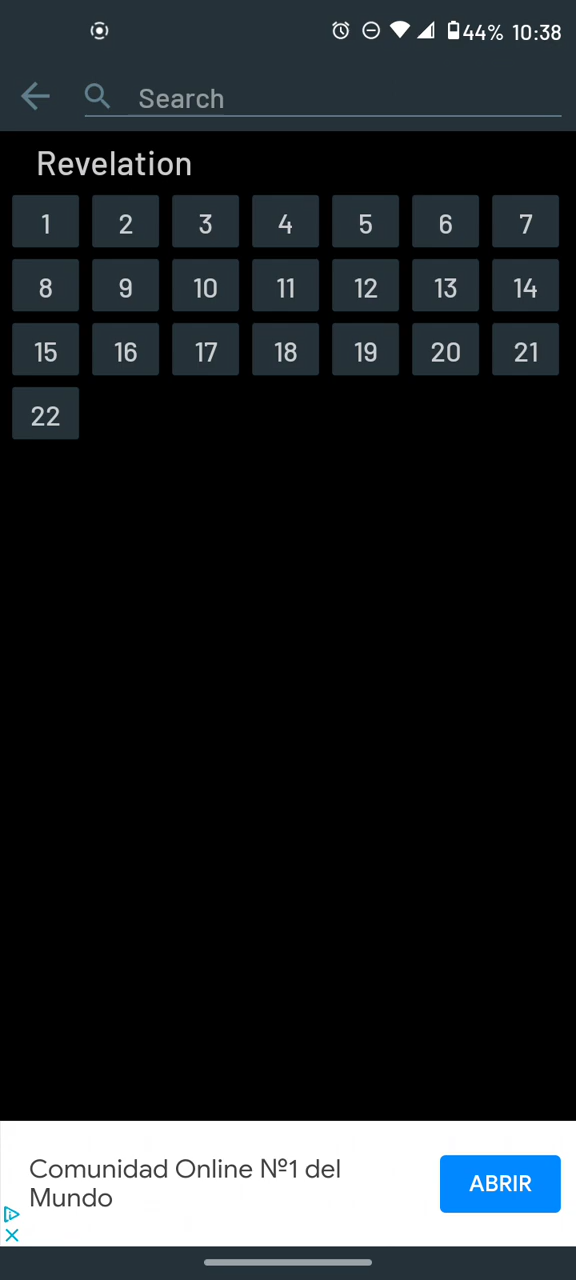 44% 10:38
Search
Revelation
1 2 3 4 5 6 7
8 9 10 11 12 13 14
15 16 17 18 19 20 21
22
Comunidad Online Nº1 del
Mundo
ABRIR